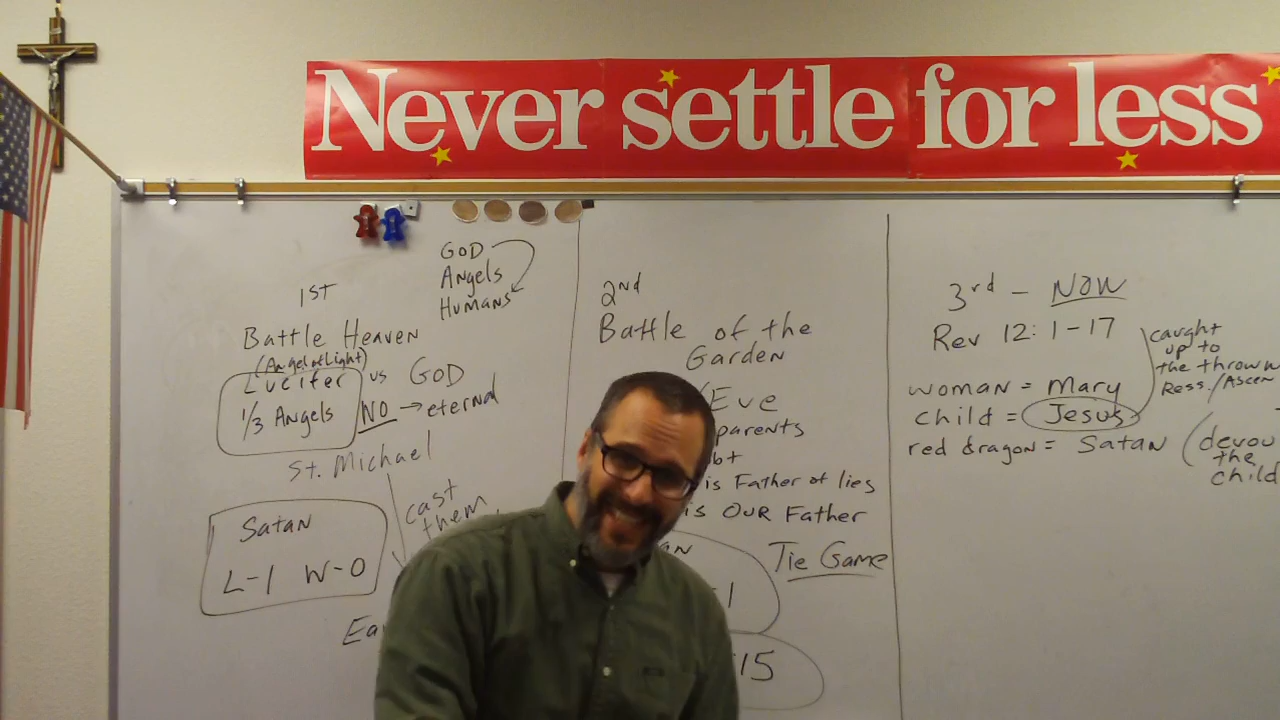 Never settle for less
GOD
Angels
Humans
1ST
Battle Heaven
(Angel of Light)
Lucifer vs GOD
1/3 Angels NO → eternal
St. Michael
cast
them
Satan
L-1 W-0
2nd
Battle of the
Garden
/Eve
parents
is Father of lies
is OUR Father
Tie Game
3rd - NOW
Rev 12: 1-17
woman = Mary
child = Jesus
red dragon = Satan (devou
the
child
caught
up to
the thrown
Ress./Ascen